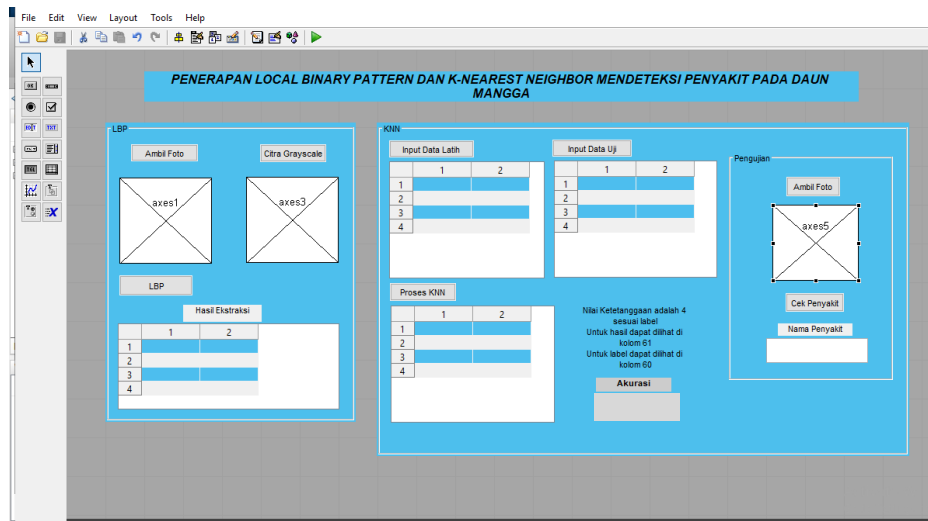 File Edit View Layout Tools Help
PENERAPAN LOCAL BINARY PATTERN DAN K-NEAREST NEIGHBOR MENDETEKSI PENYAKIT PADA DAUN
MANGGA
LBP
Ambil Foto
Citra Grayscale
axes1
axes3
LBP
Hasil Ekstraksi
1 2
1
2
3
4
KNN
Input Data Latih
1 2
1
2
3
4
Input Data Uji
1 2
1
2
3
4
Proses KNN
1 2
1
2
3
4
Nilai Ketetanggaan adalah 4
sesuai label
Untuk hasil dapat dilihat di
kolom 61
Untuk label dapat dilihat di
kolom 60
Akurasi
Pengujian
Ambil Foto
axes5
Cek Penyakit
Nama Penyakit